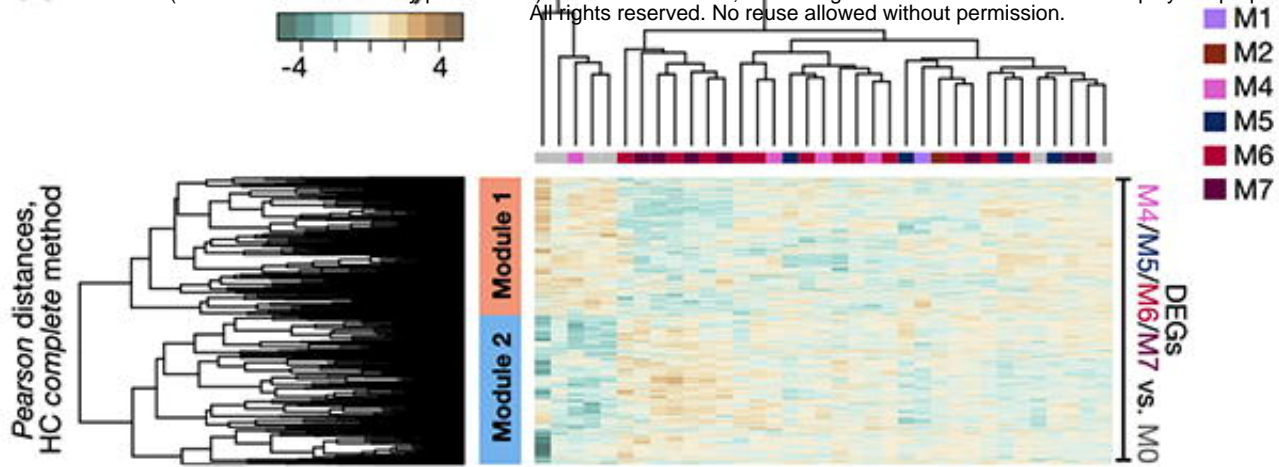 All rights reserved. No reuse allowed without permission.
-4 4
M1
M2
M4
M5
M6
M7
Pearson distances,
HC complete method
Module 1
Module 2
DEGs
M4/M5/M6/M7 vs. M0